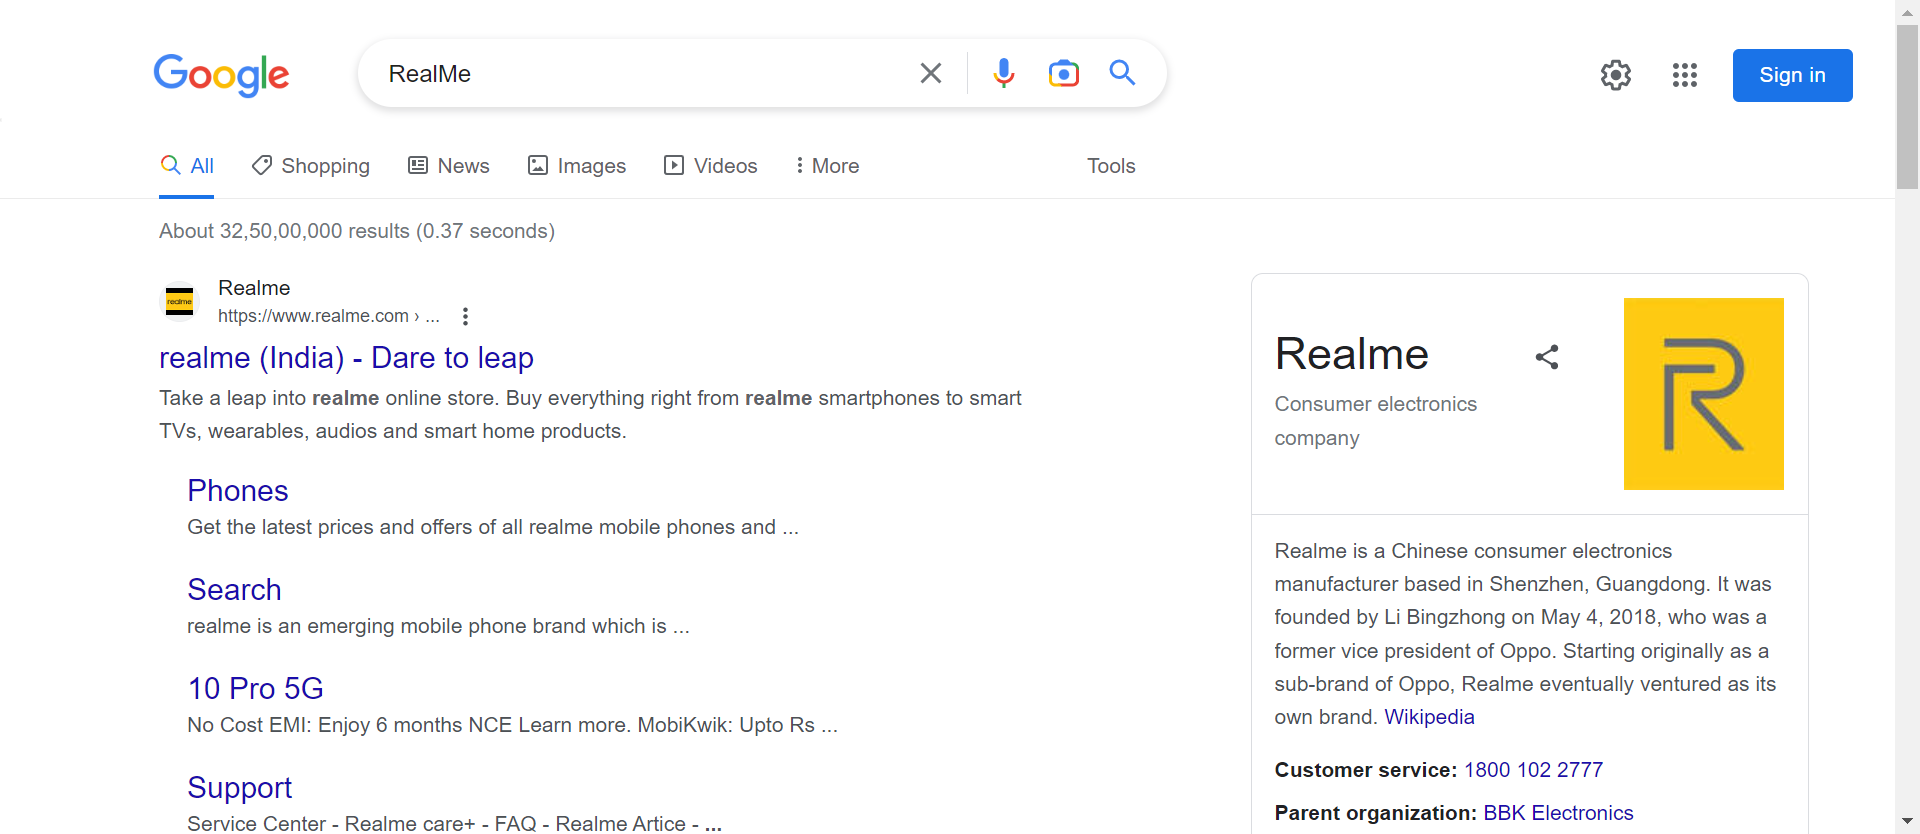 Google
RealMe
Sign in
All
Shopping
News
Images
Videos
More
Tools
About 32,50,00,000 results (0.37 seconds)
realme
Realme
https://www.realme.com › ...
realme (India) - Dare to leap
Take a leap into realme online store. Buy everything right from realme smartphones to smart
TVs, wearables, audios and smart home products.
Phones
Get the latest prices and offers of all realme mobile phones and ...
Search
realme is an emerging mobile phone brand which is ...
10 Pro 5G
No Cost EMI: Enjoy 6 months NCE Learn more. MobiKwik: Upto Rs ...
Support
Service Center - Realme care+ - FAQ - Realme Artice - ...
Realme
Consumer electronics
company
R
Realme is a Chinese consumer electronics
manufacturer based in Shenzhen, Guangdong. It was
founded by Li Bingzhong on May 4, 2018, who was a
former vice president of Oppo. Starting originally as a
sub-brand of Oppo, Realme eventually ventured as its
own brand. Wikipedia
Customer service: 1800 102 2777
Parent organization: BBK Electronics